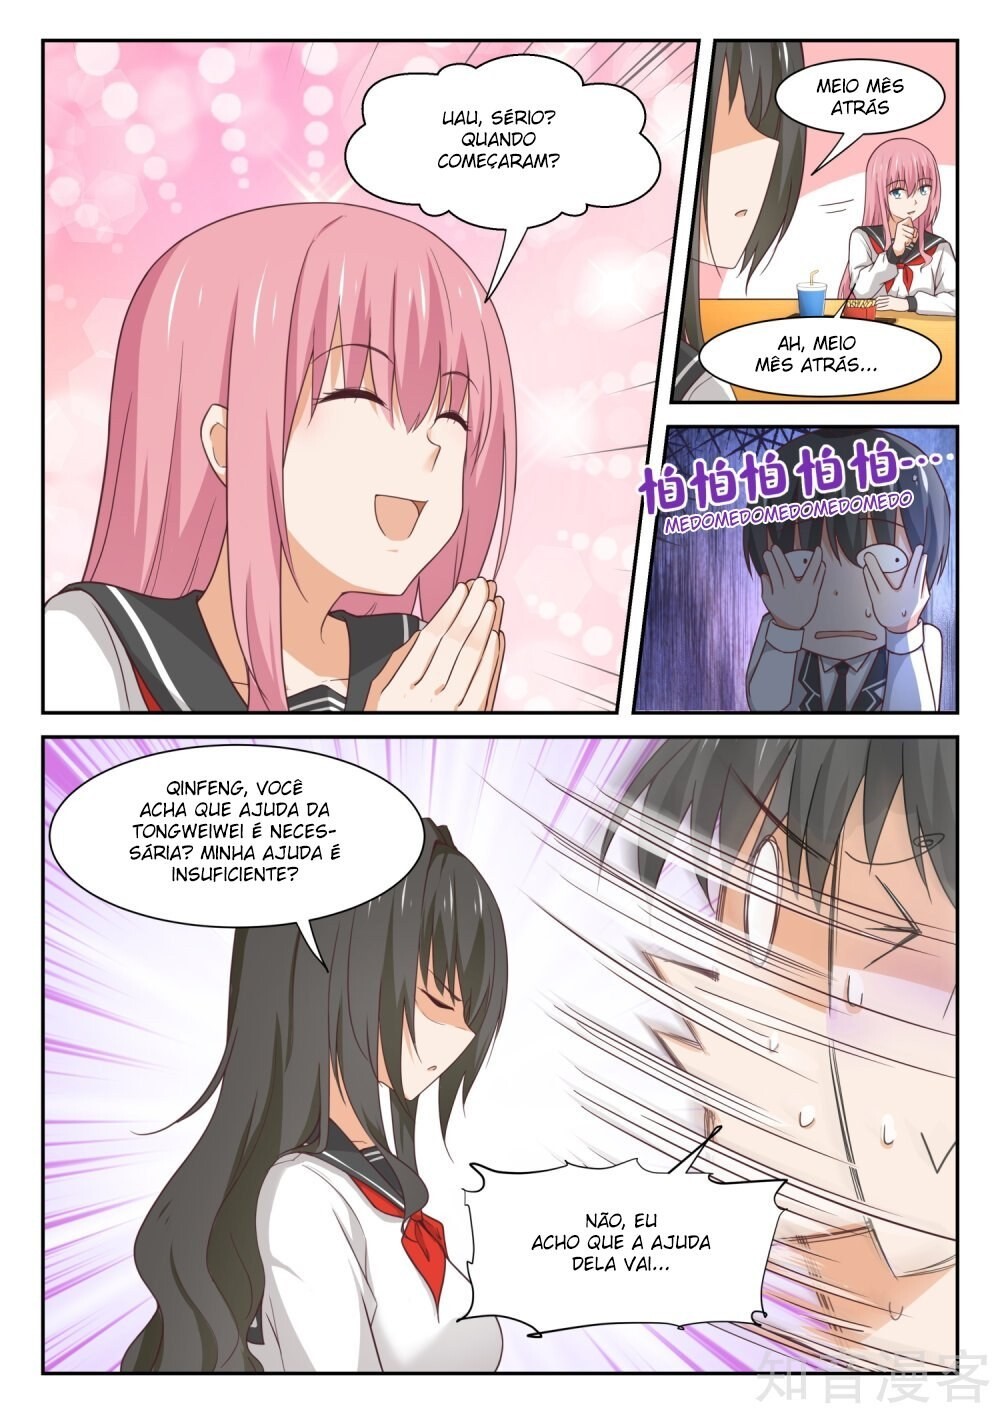 UAU, SÉRIO?
QUANDO
COMEÇARAM?
MEIO MÊS
ATRÁS
AH, MEIO
MÊS ATRÁS...
怕怕怕怕怕...
MEDOMEDOMEDOMEDOMEDO
QINFENG, VOCÊ
ACHA QUE AJUDA DA
TONGWEIWEI É NECES-
SÁRIA? MINHA AJUDA É
INSUFICIENTE?
NÃO, EU
ACHO QUE A AJUDA
DELA VAI...
知音漫客